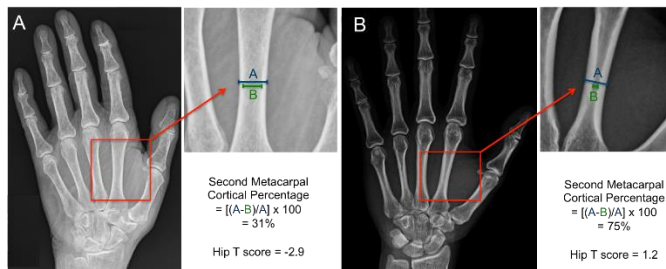 A
A
B
Second Metacarpal
Cortical Percentage
= [(A-B)/A] x 100
= 31%
Hip T score = -2.9
B
A
B
Second Metacarpal
Cortical Percentage
= [(A-B)/A] x 100
= 75%
Hip T score = 1.2